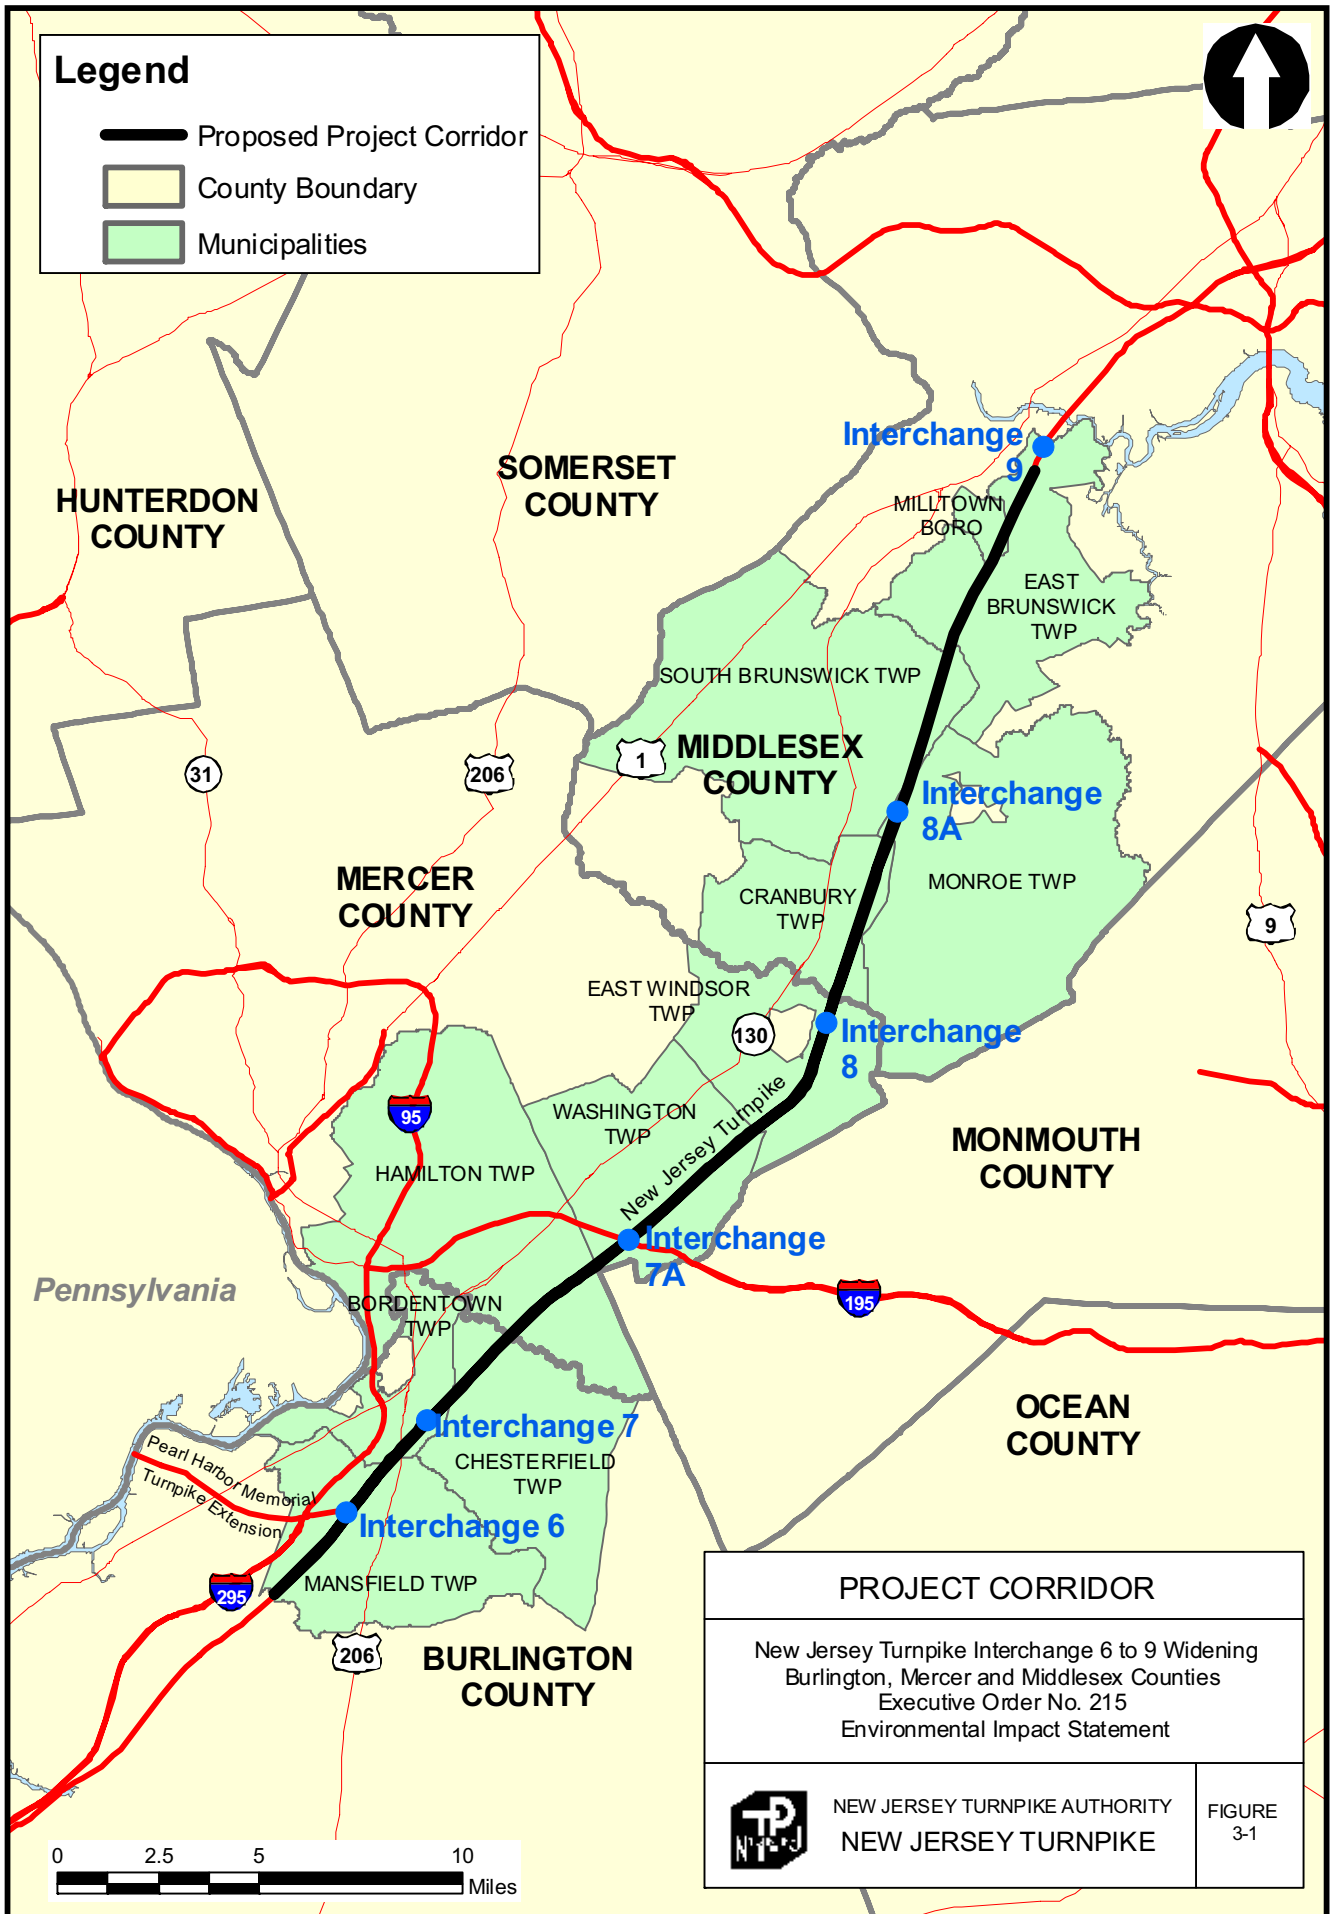 Legend
Proposed Project Corridor
County Boundary
Municipalities
Interchange
9
SOMERSET
COUNTY
HUNTERDON
COUNTY
MILLTOWN
BORO
EAST
BRUNSWICK
TWP
SOUTH BRUNSWICK TWP
MIDDLESEX
COUNTY
1
31
206
Interchange
8A
MERCER
COUNTY
CRANBURY
TWP
MONROE TWP
9
EAST WINDSOR
TWP
130
Interchange
8
95
WASHINGTON
TWP
New Jersey Turnpike
MONMOUTH
COUNTY
HAMILTON TWP
Interchange
7A
Pennsylvania
195
BORDENTOWN
TWP
OCEAN
COUNTY
Interchange 7
Pearl Harbor Memorial
Turnpike Extension
CHESTERFIELD
TWP
Interchange 6
295
MANSFIELD TWP
206
BURLINGTON
COUNTY
PROJECT CORRIDOR
New Jersey Turnpike Interchange 6 to 9 Widening
Burlington, Mercer and Middlesex Counties
Executive Order No. 215
Environmental Impact Statement
NEW JERSEY TURNPIKE AUTHORITY
NEW JERSEY TURNPIKE
FIGURE
3-1
0 2.5 5 10
Miles